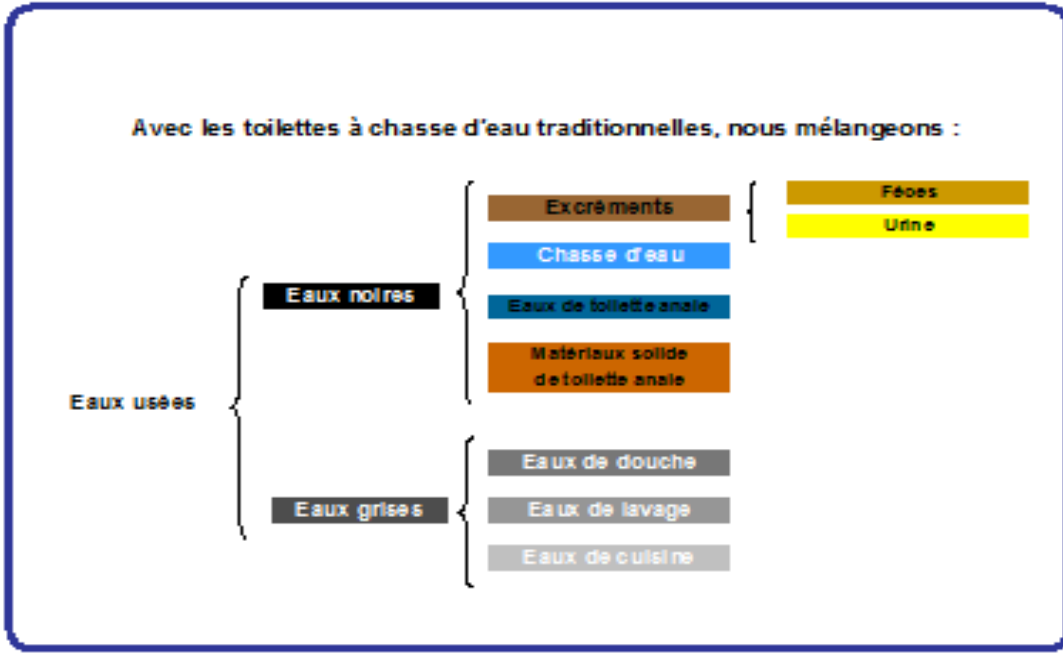 Avec les toilettes à chasse d'eau traditionnelles, nous mélangeons :
Excréments
Fèces
Urine
Chasse d'eau
Eaux noires
Eaux de toilette anale
Matériaux solide
de toilette anale
Eaux usées
Eaux de douche
Eaux grises
Eaux de lavage
Eaux de cuisine